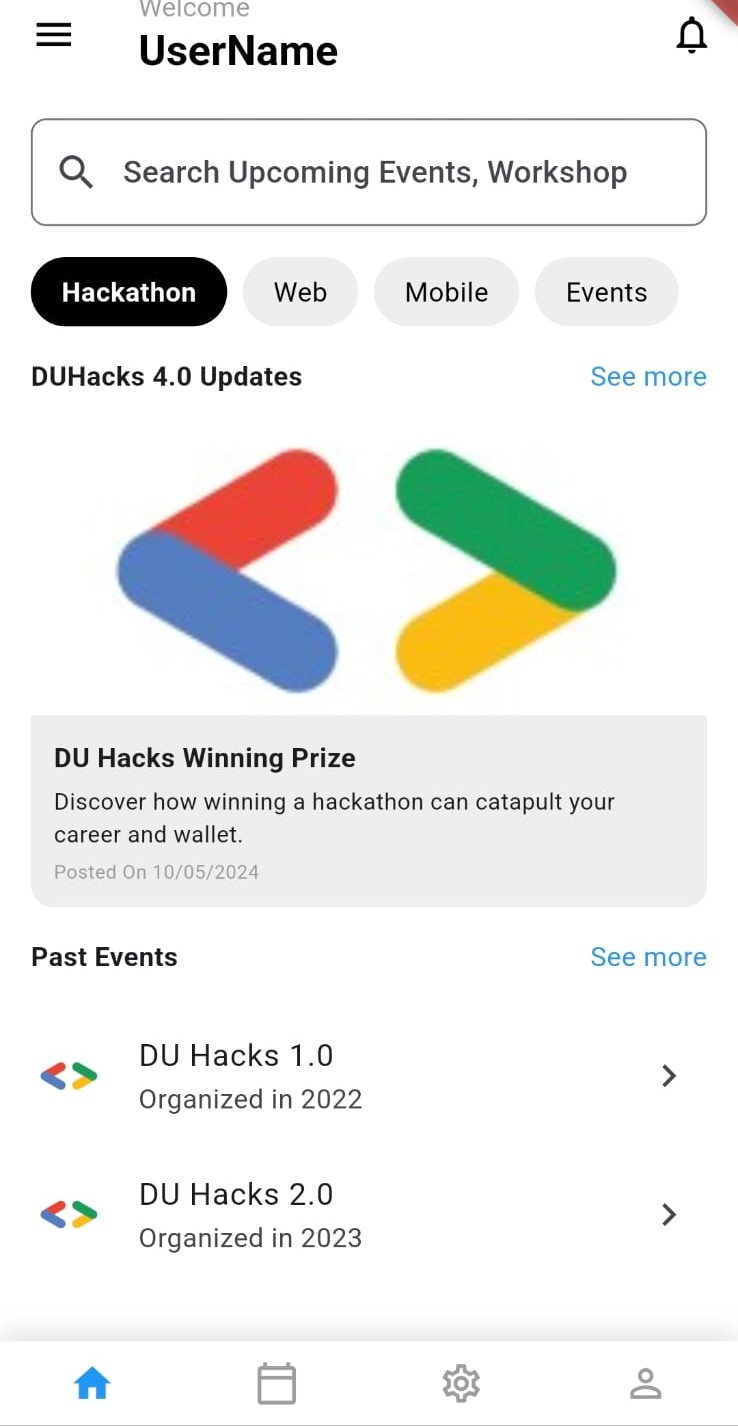 Welcome
UserName
Search Upcoming Events, Workshop
Hackathon
Web
Mobile
Events
DUHacks 4.0 Updates
See more
DU Hacks Winning Prize
Discover how winning a hackathon can catapult your
career and wallet.
Posted On 10/05/2024
Past Events
See more
DU Hacks 1.0
Organized in 2022
DU Hacks 2.0
Organized in 2023